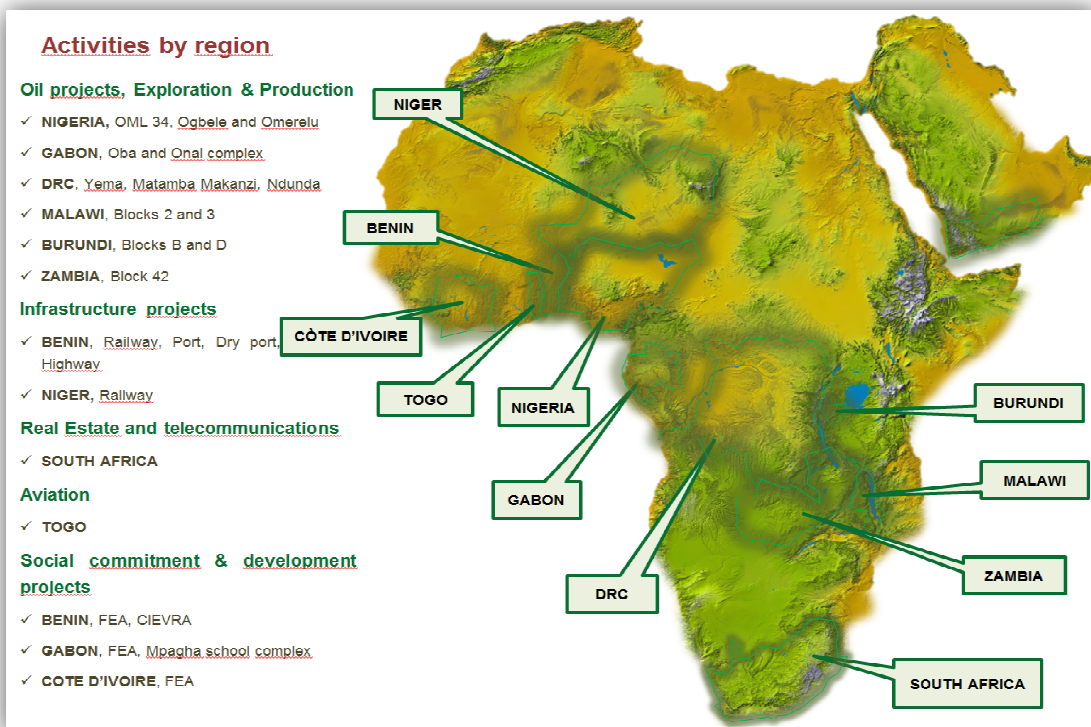 Activities by region
Oil projects, Exploration & Production
✓ NIGERIA, OML 34, Ogbele and Omerelu
✓ GABON, Oba and Onal complex
✓ DRC, Yema, Matamba Makanzi, Ndunda
✓ MALAWI, Blocks 2 and 3
✓ BURUNDI, Blocks B and D
✓ ZAMBIA, Block 42
Infrastructure projects
✓ BENIN, Railway, Port, Dry port,
Highway
✓ NIGER, Railway
Real Estate and telecommunications
✓ SOUTH AFRICA
Aviation
✓ TOGO
Social commitment & development
projects
✓ BENIN, FEA, CIEVRA
✓ GABON, FEA, Mpagha school complex
✓ COTE D'IVOIRE, FEA
NIGER
BENIN
CÒTE D'IVOIRE
TOGO
NIGERIA
GABON
DRC
BURUNDI
MALAWI
ZAMBIA
SOUTH AFRICA